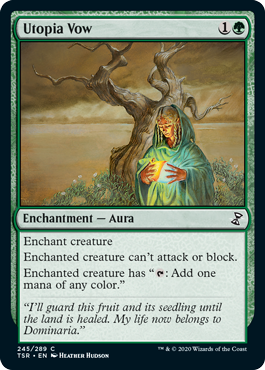 Utopia Vow 1
Enchantment — Aura
Enchant creature
Enchanted creature can't attack or block.
Enchanted creature has “: Add one
mana of any color.”
“I'll guard this fruit and its seedling until
the land is healed. My life now belongs to
Dominaria.”
245/289 C
TSR • EN HEATHER HUDSON
™ & © 2020 Wizards of the Coast